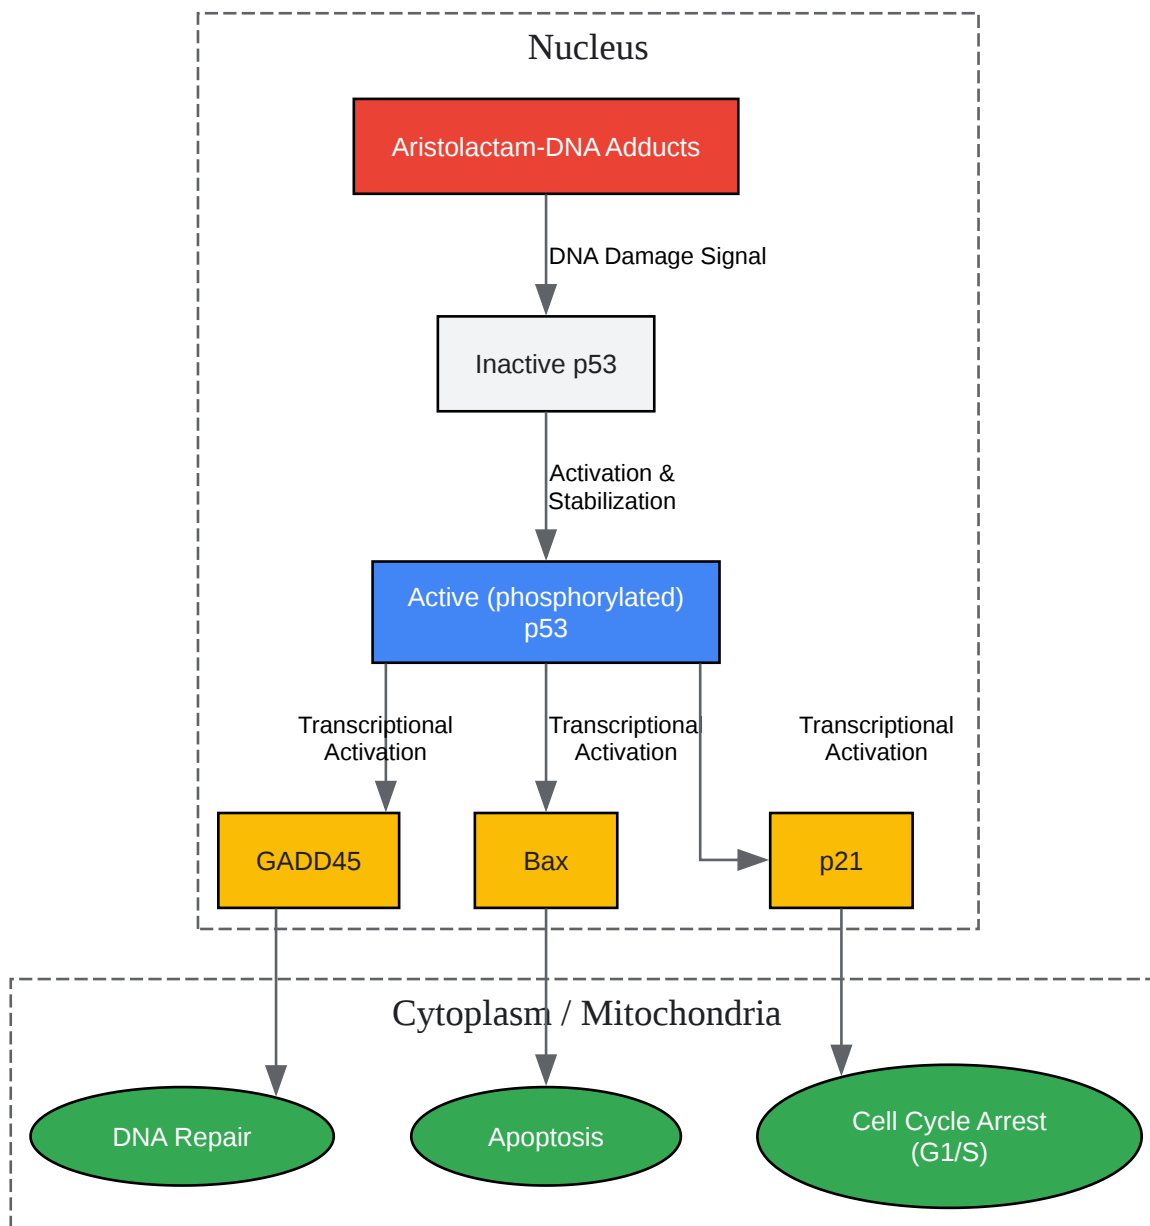 Nucleus
Aristolactam-DNA Adducts
DNA Damage Signal
Inactive p53
Activation &
Stabilization
Active (phosphorylated)
p53
Transcriptional
Activation
Transcriptional
Activation
Transcriptional
Activation
GADD45
Bax
p21
Cytoplasm / Mitochondria
DNA Repair
Apoptosis
Cell Cycle Arrest
(G1/S)